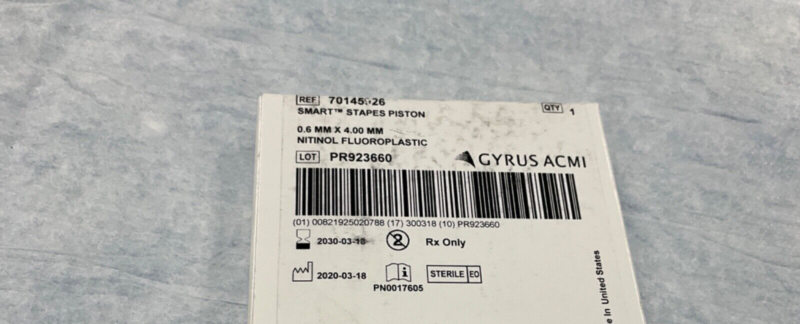 REF 70145926
QTY 1
SMART™ STAPES PISTON
0.6 MM X 4.00 MM
NITINOL FLUOROPLASTIC
LOT PR923660
GYRUS ACMI
(01) 00821925020788 (17) 300318 (10) PR923660
2030-03-18
2 Rx Only
2020-03-18
i
STERILE EO
PN0017605
e In United States